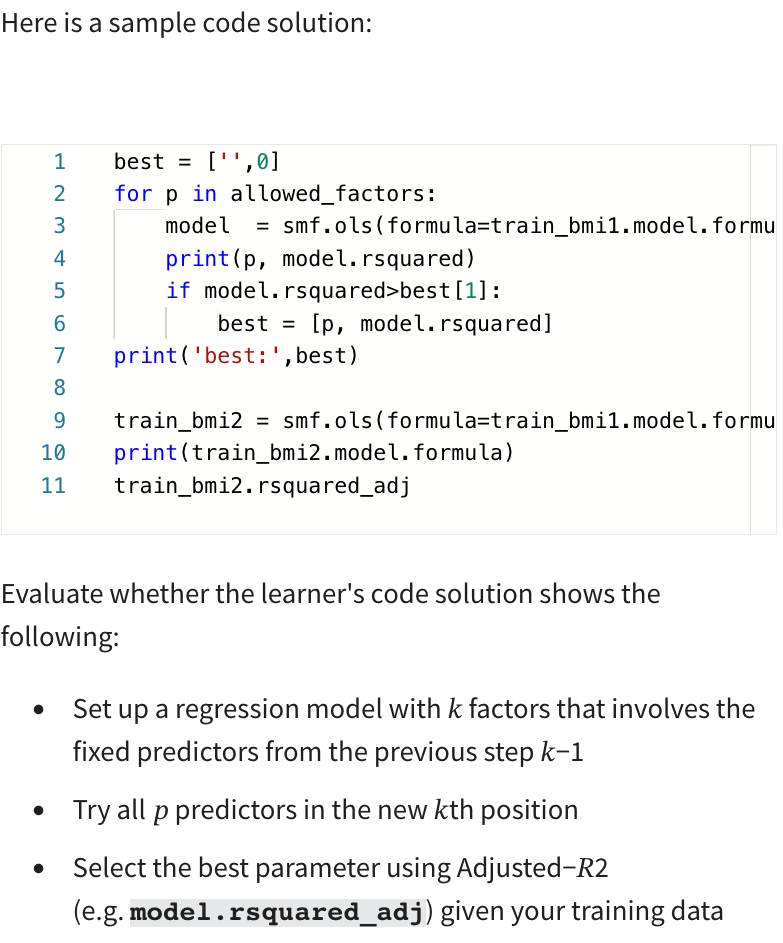 Here is a sample code solution:
1 best = ['',0]
2 for p in allowed_factors:
3 model  = smf.ols(formula=train_bmi1.model.formu
4 print(p, model.rsquared)
5 if model.rsquared>best[1]:
6 best = [p, model.rsquared]
7 print('best:',best)
8
9 train_bmi2 = smf.ols(formula=train_bmi1.model.formu
10 print(train_bmi2.model.formula)
11 train_bmi2.rsquared_adj
Evaluate whether the learner's code solution shows the
following:
• Set up a regression model with k factors that involves the
fixed predictors from the previous step k−1
• Try all p predictors in the new kth position
• Select the best parameter using Adjusted−R2
(e.g. model.rsquared_adj) given your training data